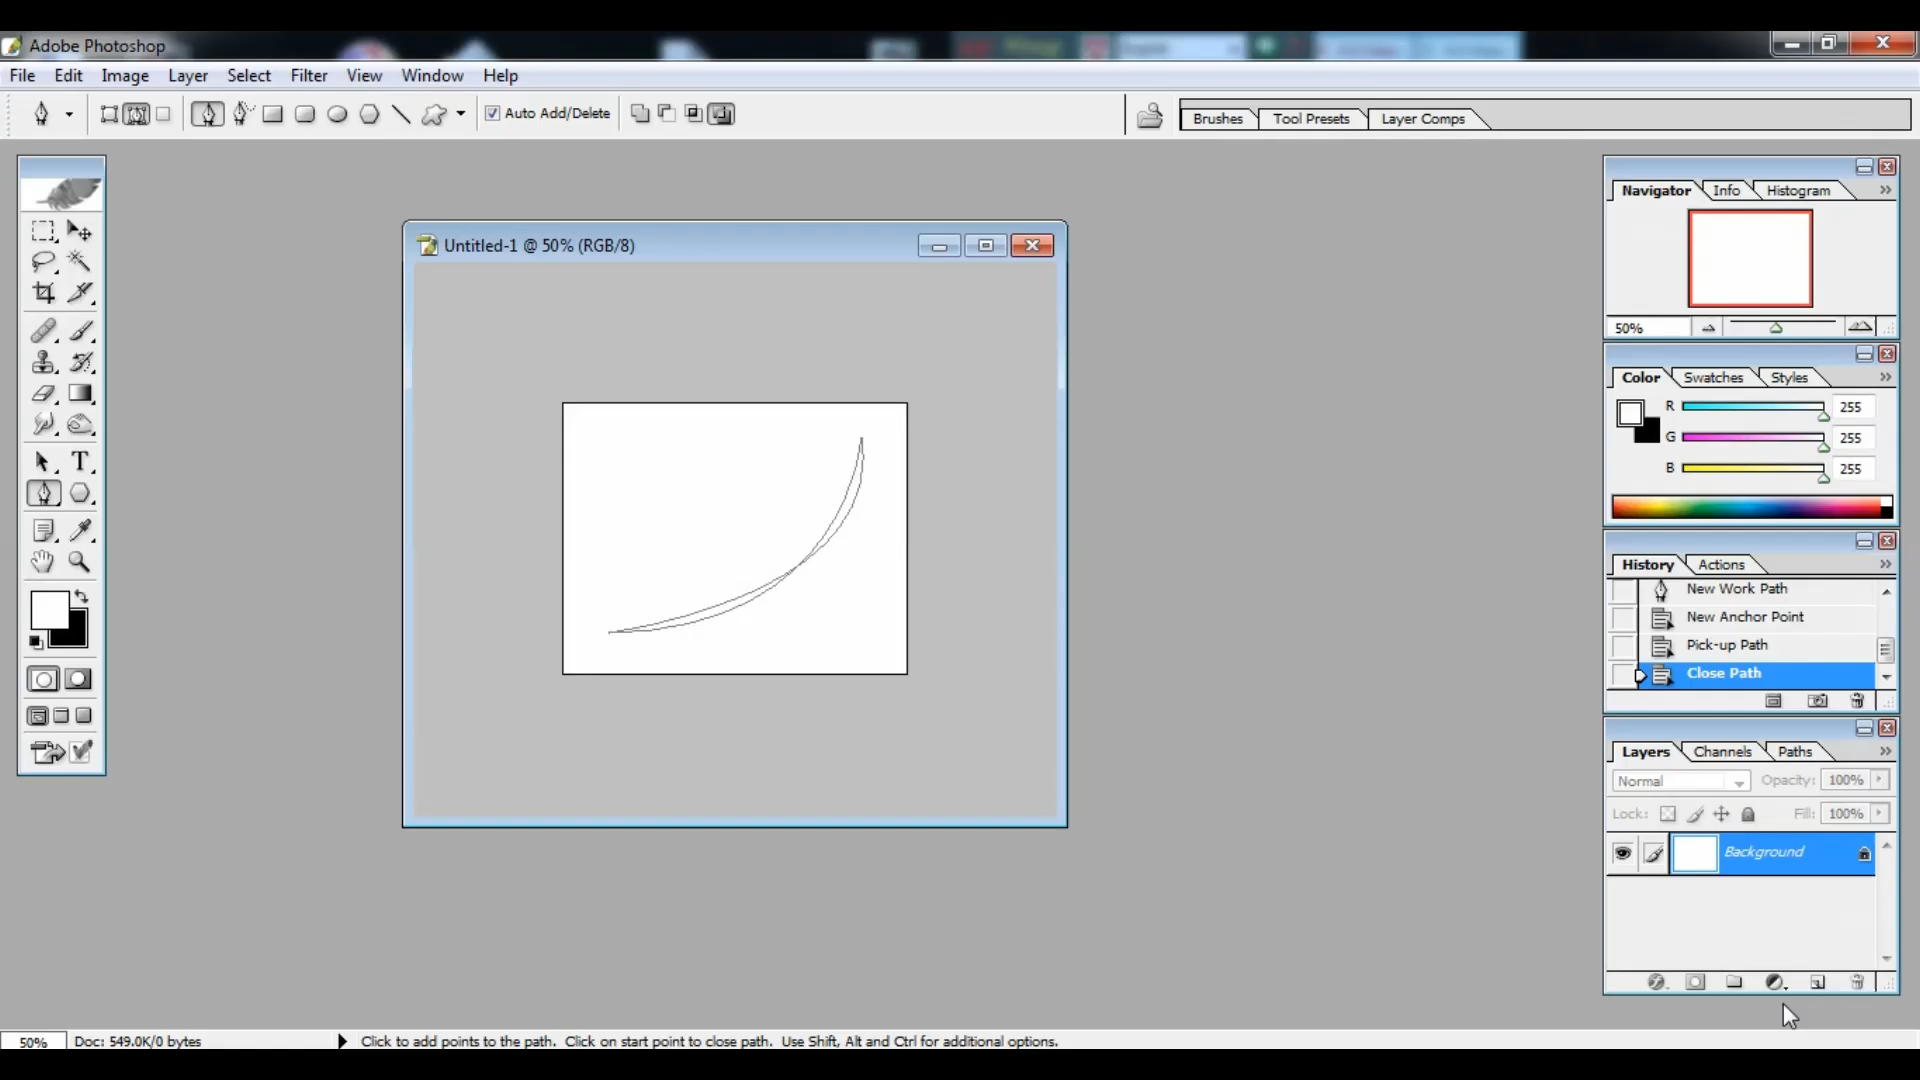 Adobe Photoshop
File Edit Image Layer Select Filter View Window Help
Auto Add/Delete
Brushes Tool Presets Layer Comps
Untitled-1 @ 50% (RGB/8)
Navigator Info Histogram
50%
Color Swatches Styles
R 255
G 255
B 255
History Actions
New Work Path
New Anchor Point
Pick-up Path
Close Path
Layers Channels Paths
Normal Opacity: 100%
Lock: Fill: 100%
Background
50% Doc: 549.0K/0 bytes Click to add points to the path. Click on start point to close path. Use Shift, Alt and Ctrl for additional options.